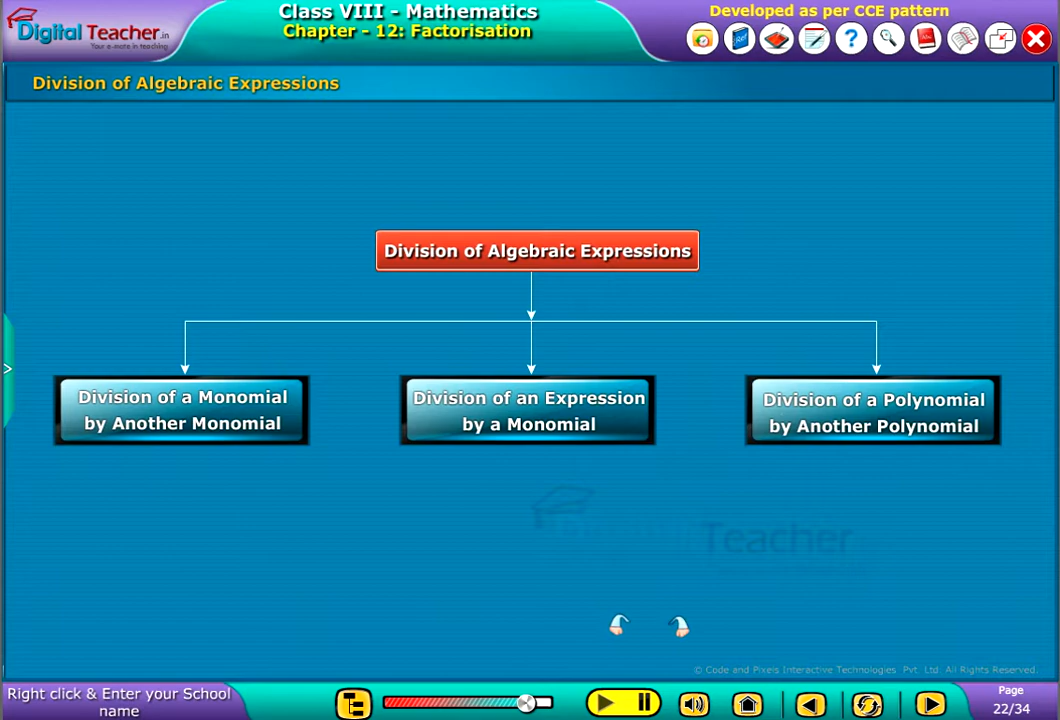 Digital Teacher.in
Your e-mate in teaching
Class VIII - Mathematics
Chapter - 12: Factorisation
Developed as per CCE pattern
Division of Algebraic Expressions
Division of Algebraic Expressions
Division of a Monomial
by Another Monomial
Division of an Expression
by a Monomial
Division of a Polynomial
by Another Polynomial
Teacher
© Code and Pixels Interactive Technologies Pvt. Ltd. All Rights Reserved.
Right click & Enter your School
name
Page
22/34